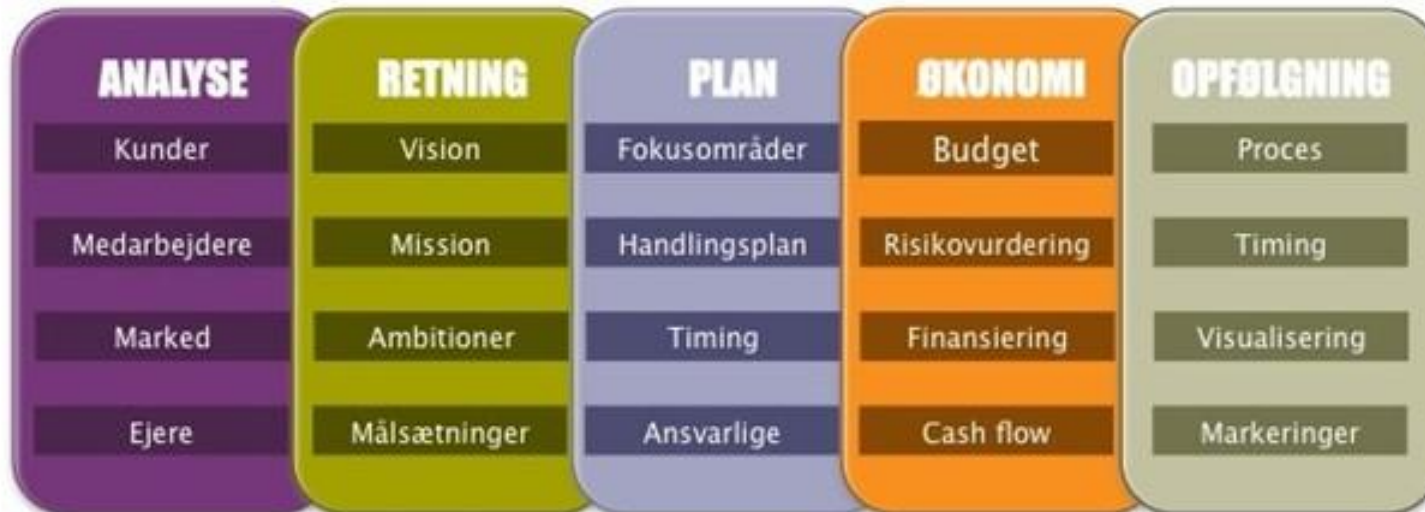 ANALYSE
Kunder
Medarbejdere
Marked
Ejere
RETNING
Vision
Mission
Ambitioner
Målsætninger
PLAN
Fokusområder
Handlingsplan
Timing
Ansvarlige
ØKONOMI
Budget
Risikovurdering
Finansiering
Cash flow
OPFØLGNING
Proces
Timing
Visualisering
Markeringer